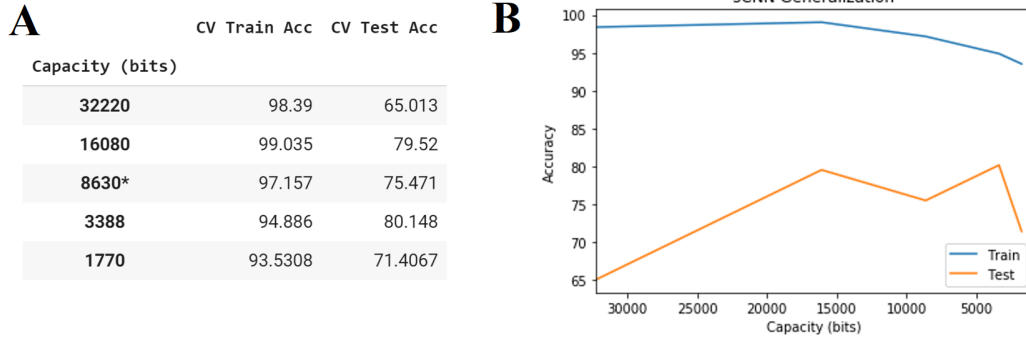 A
CV Train Acc CV Test Acc
Capacity (bits)
32220 98.39 65.013
16080 99.035 79.52
8630* 97.157 75.471
3388 94.886 80.148
1770 93.5308 71.4067
B
Generalization
100
95
90
85
80
75
70
65
Accuracy
Train
Test
30000 25000 20000 15000 10000 5000
Capacity (bits)